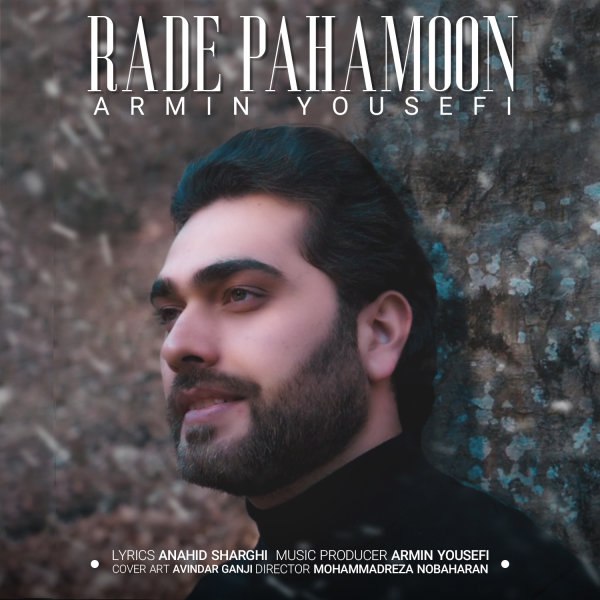 RADE PAHAMOON
ARMIN YOUSEFI
LYRICS ANAHID SHARGHI MUSIC PRODUCER ARMIN YOUSEFI
COVER ART AVINDAR GANJI DIRECTOR MOHAMMADREZA NOBAHARAN